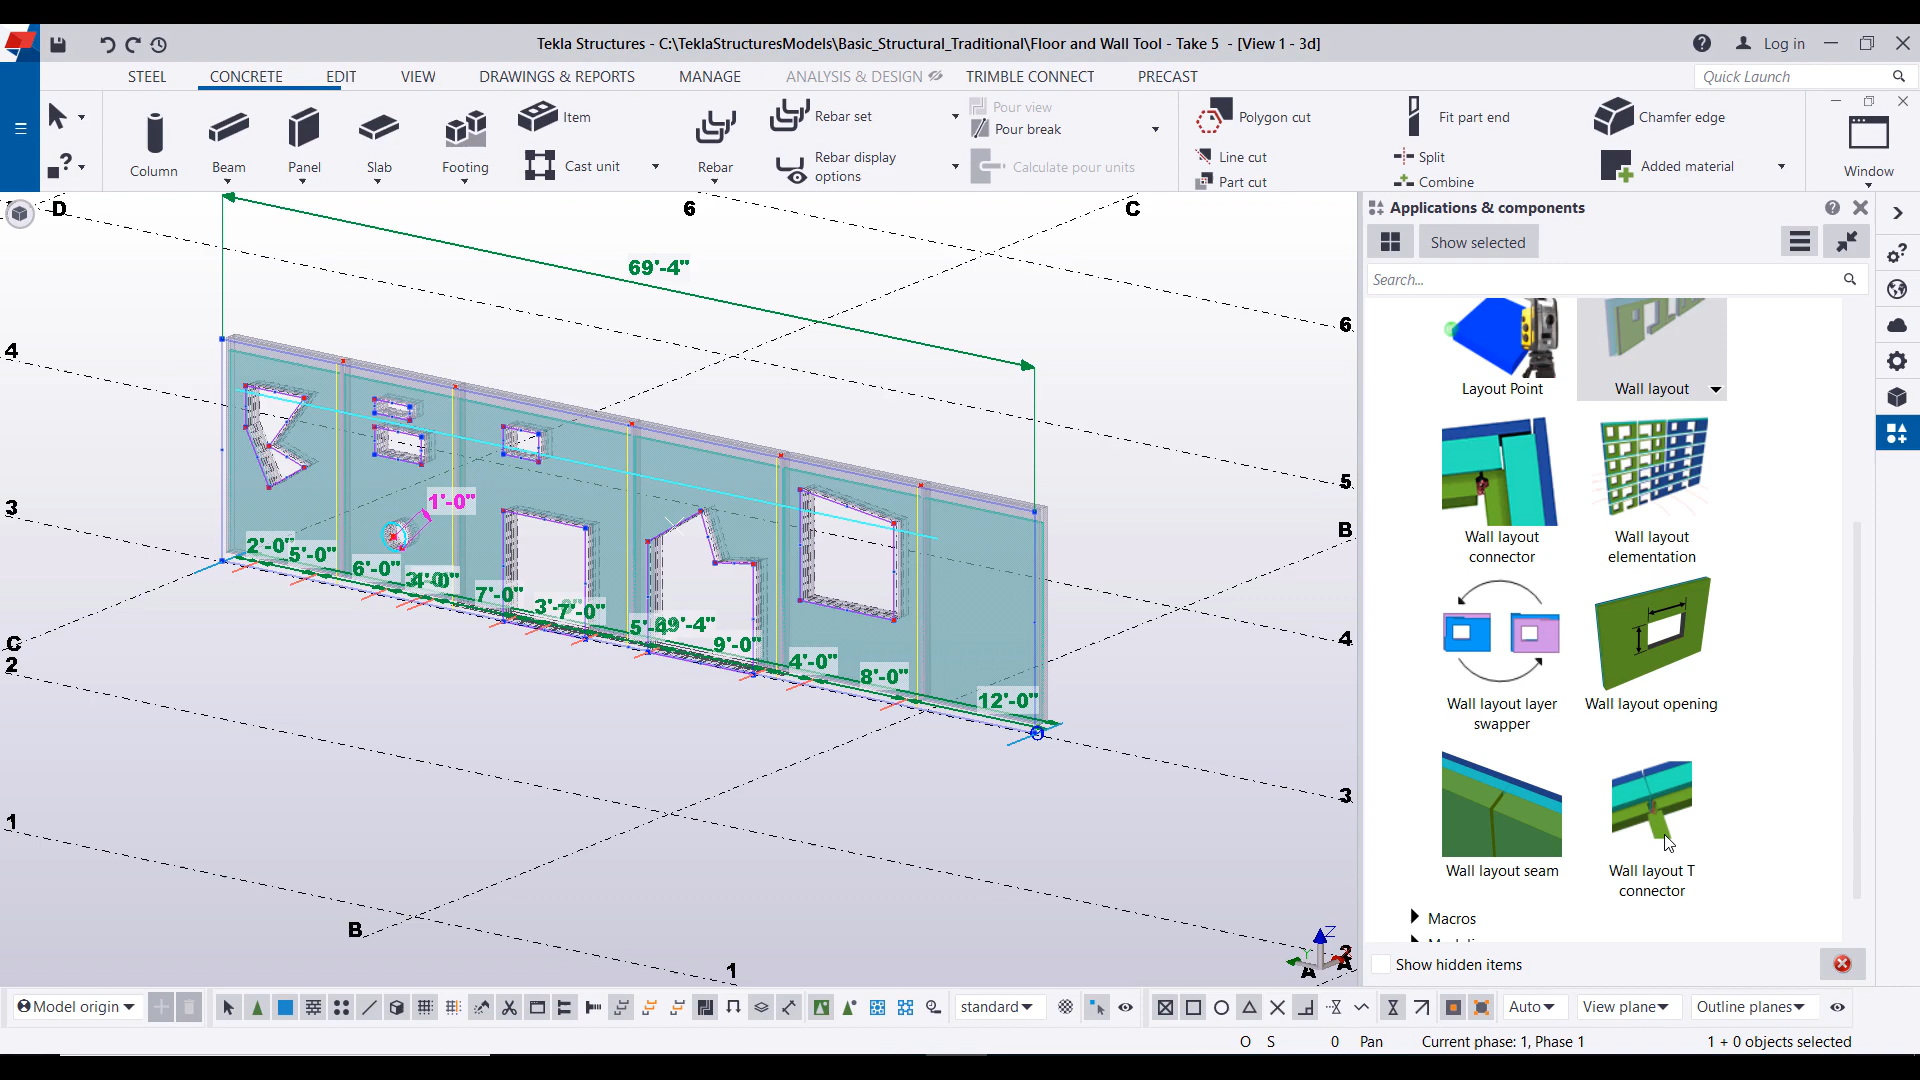 Tekla Structures - C:\TeklaStructuresModels\Basic_Structural_Traditional\Floor and Wall Tool - Take 5 - [View 1 - 3d]
Log in
STEEL CONCRETE EDIT VIEW DRAWINGS & REPORTS MANAGE ANALYSIS & DESIGN TRIMBLE CONNECT PRECAST
Quick Launch
Column
Beam
Panel
Slab
Footing
Item
Cast unit
Rebar
Rebar set
Rebar display
options
Pour view
Pour break
Calculate pour units
Polygon cut
Line cut
Part cut
Fit part end
Split
Combine
Chamfer edge
Added material
Window
D
6
C
69'-4"
6
4
5
3
1'-0"
B
2'-0"
5'-0"
6'-0"
4'-0"
7'-0"
7'-0"
9'-0"
4'-0"
8'-0"
12'-0"
4
C
2
3
1
B
1
2
A
A
Z
Applications & components
Show selected
Search...
Layout Point
Wall layout
Wall layout
connector
Wall layout
elementation
Wall layout layer
swapper
Wall layout opening
Wall layout seam
Wall layout T
connector
Macros
Show hidden items
Model origin
standard
Auto
View plane
Outline planes
O S 0 Pan Current phase: 1, Phase 1 1 + 0 objects selected